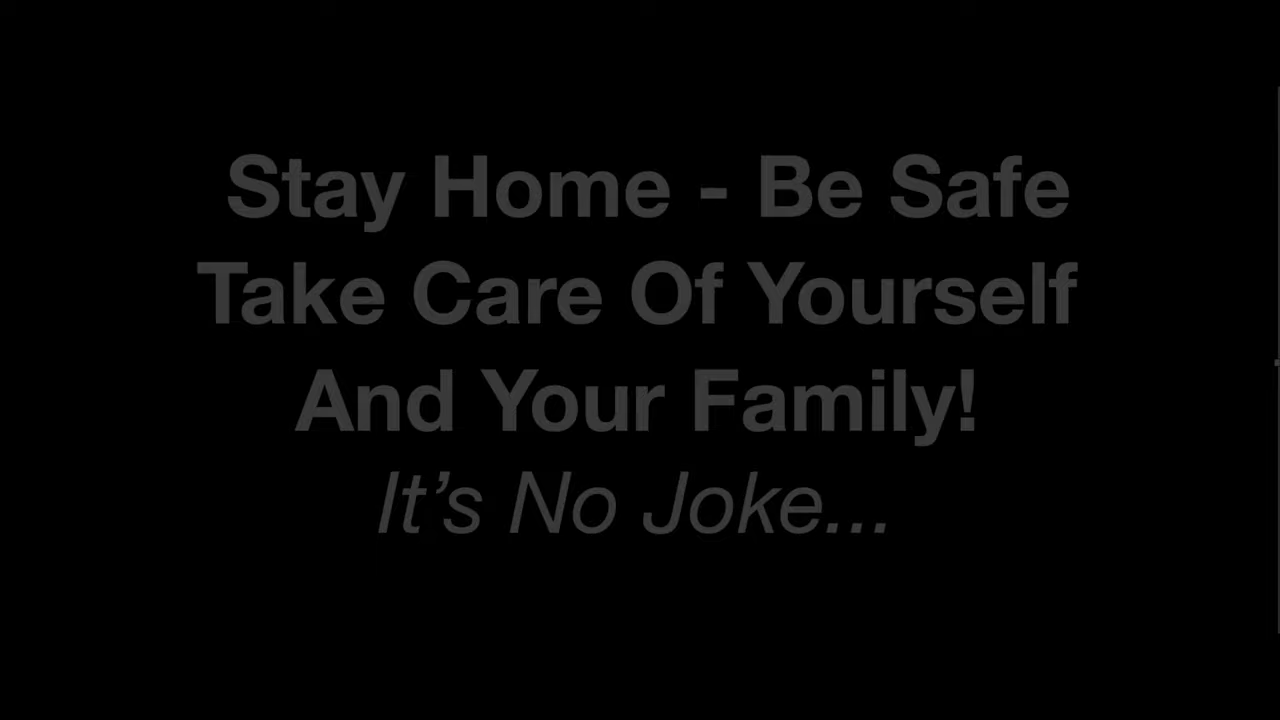 Stay Home - Be Safe
Take Care Of Yourself
And Your Family!
It’s No Joke...